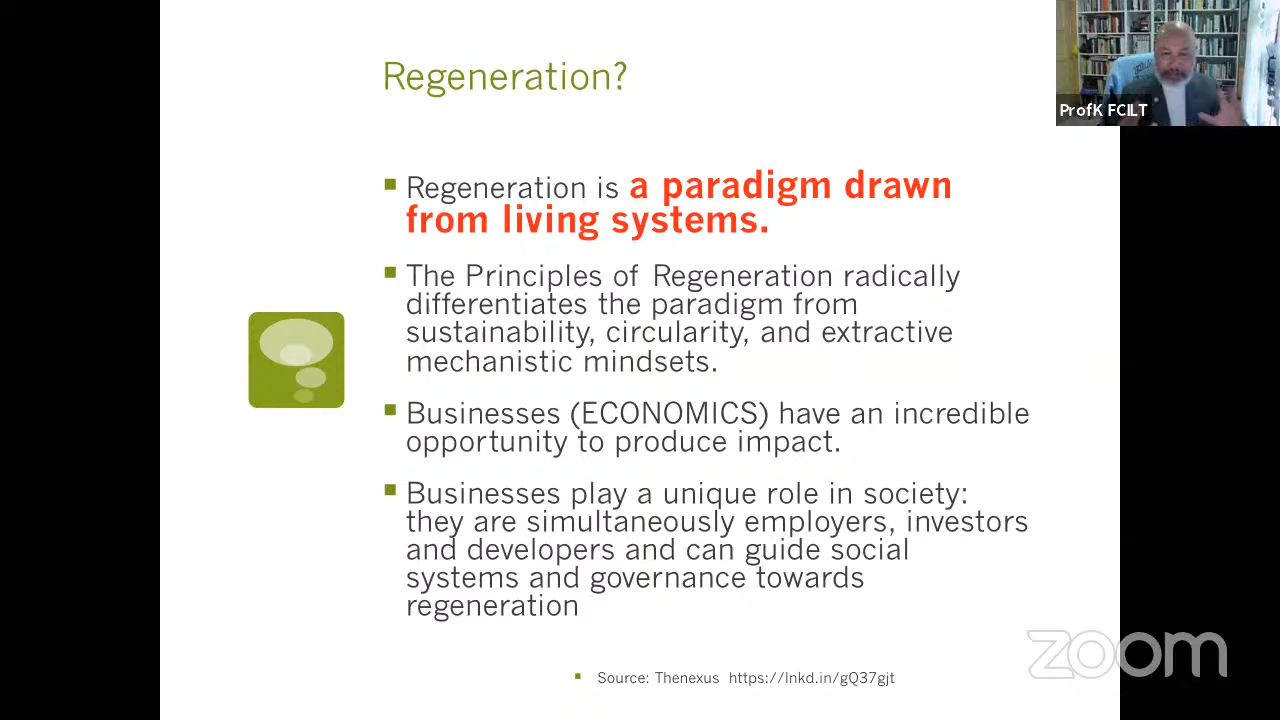 Regeneration?
ProfK FCILT
Regeneration is a paradigm drawn
from living systems.
The Principles of Regeneration radically
differentiates the paradigm from
sustainability, circularity, and extractive
mechanistic mindsets.
Businesses (ECONOMICS) have an incredible
opportunity to produce impact.
Businesses play a unique role in society:
they are simultaneously employers, investors
and developers and can guide social
systems and governance towards
regeneration
Source: Thenexus https://lnkd.in/gQ37gjt
zoom